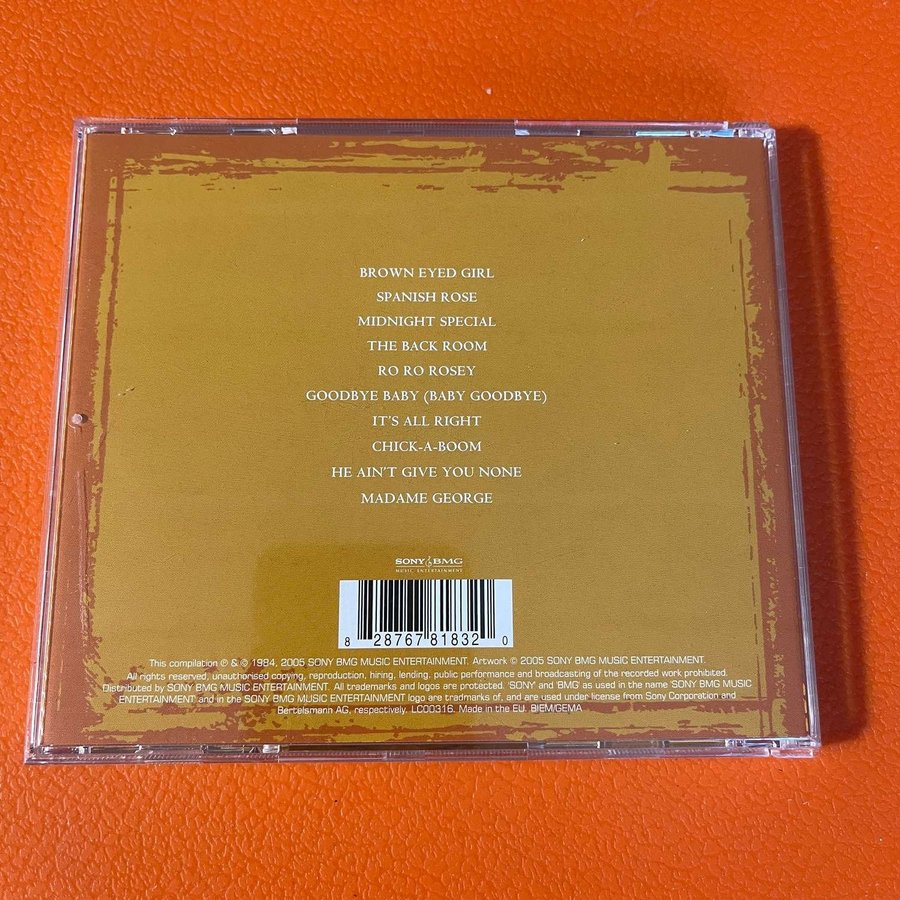 BROWN EYED GIRL
SPANISH ROSE
MIDNIGHT SPECIAL
THE BACK ROOM
RO RO ROSEY
GOODBYE BABY (BABY GOODBYE)
IT'S ALL RIGHT
CHICK-A-BOOM
HE AIN'T GIVE YOU NONE
MADAME GEORGE
SONY BMG
MUSIC ENTERTAINMENT
8 28767 81832 0
This compilation ℗ & © 1984, 2005 SONY BMG MUSIC ENTERTAINMENT. Artwork © 2005 SONY BMG MUSIC ENTERTAINMENT.
All rights reserved, unauthorised copying, reproduction, hiring, lending, public performance and broadcasting of the recorded work prohibited.
Distributed by SONY BMG MUSIC ENTERTAINMENT. All trademarks and logos are protected. 'SONY' and 'BMG' as used in the name 'SONY BMG MUSIC
ENTERTAINMENT' and in the SONY BMG MUSIC ENTERTAINMENT logo are trademarks of, and are used under license from Sony Corporation and
Bertelsmann AG, respectively. LC00316. Made in the EU. BIEM/GEMA